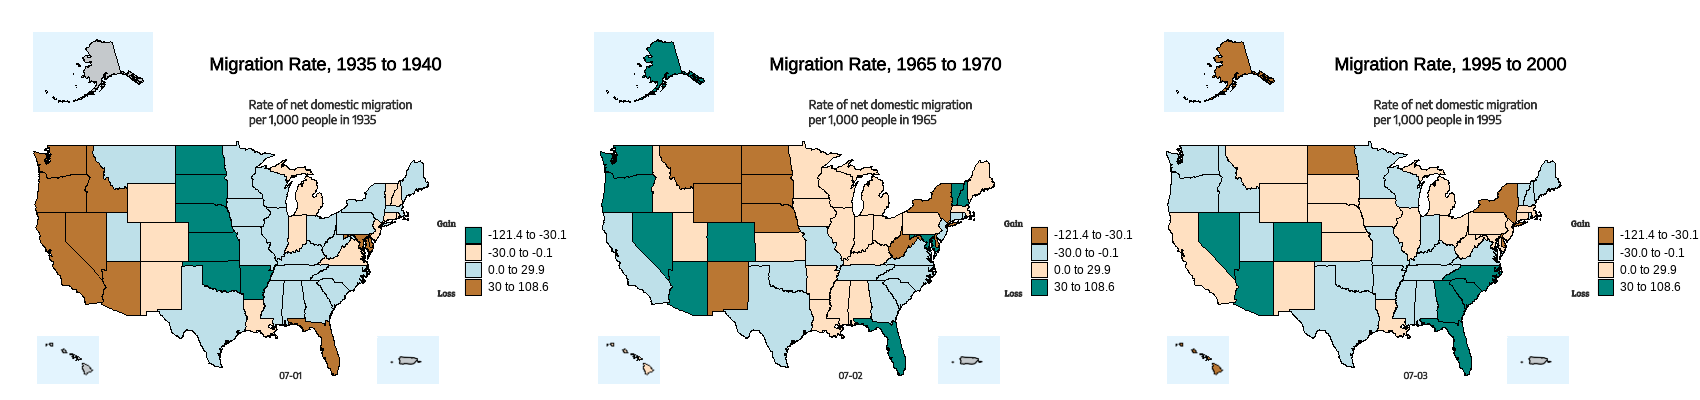 Migration Rate, 1935 to 1940
Rate of net domestic migration
per 1,000 people in 1935
Gain
-121.4 to -30.1
-30.0 to -0.1
0.0 to 29.9
30 to 108.6
Loss
07-01
Migration Rate, 1965 to 1970
Rate of net domestic migration
per 1,000 people in 1965
Gain
-121.4 to -30.1
-30.0 to -0.1
0.0 to 29.9
30 to 108.6
Loss
07-02
Migration Rate, 1995 to 2000
Rate of net domestic migration
per 1,000 people in 1995
Gain
-121.4 to -30.1
-30.0 to -0.1
0.0 to 29.9
30 to 108.6
Loss
07-03